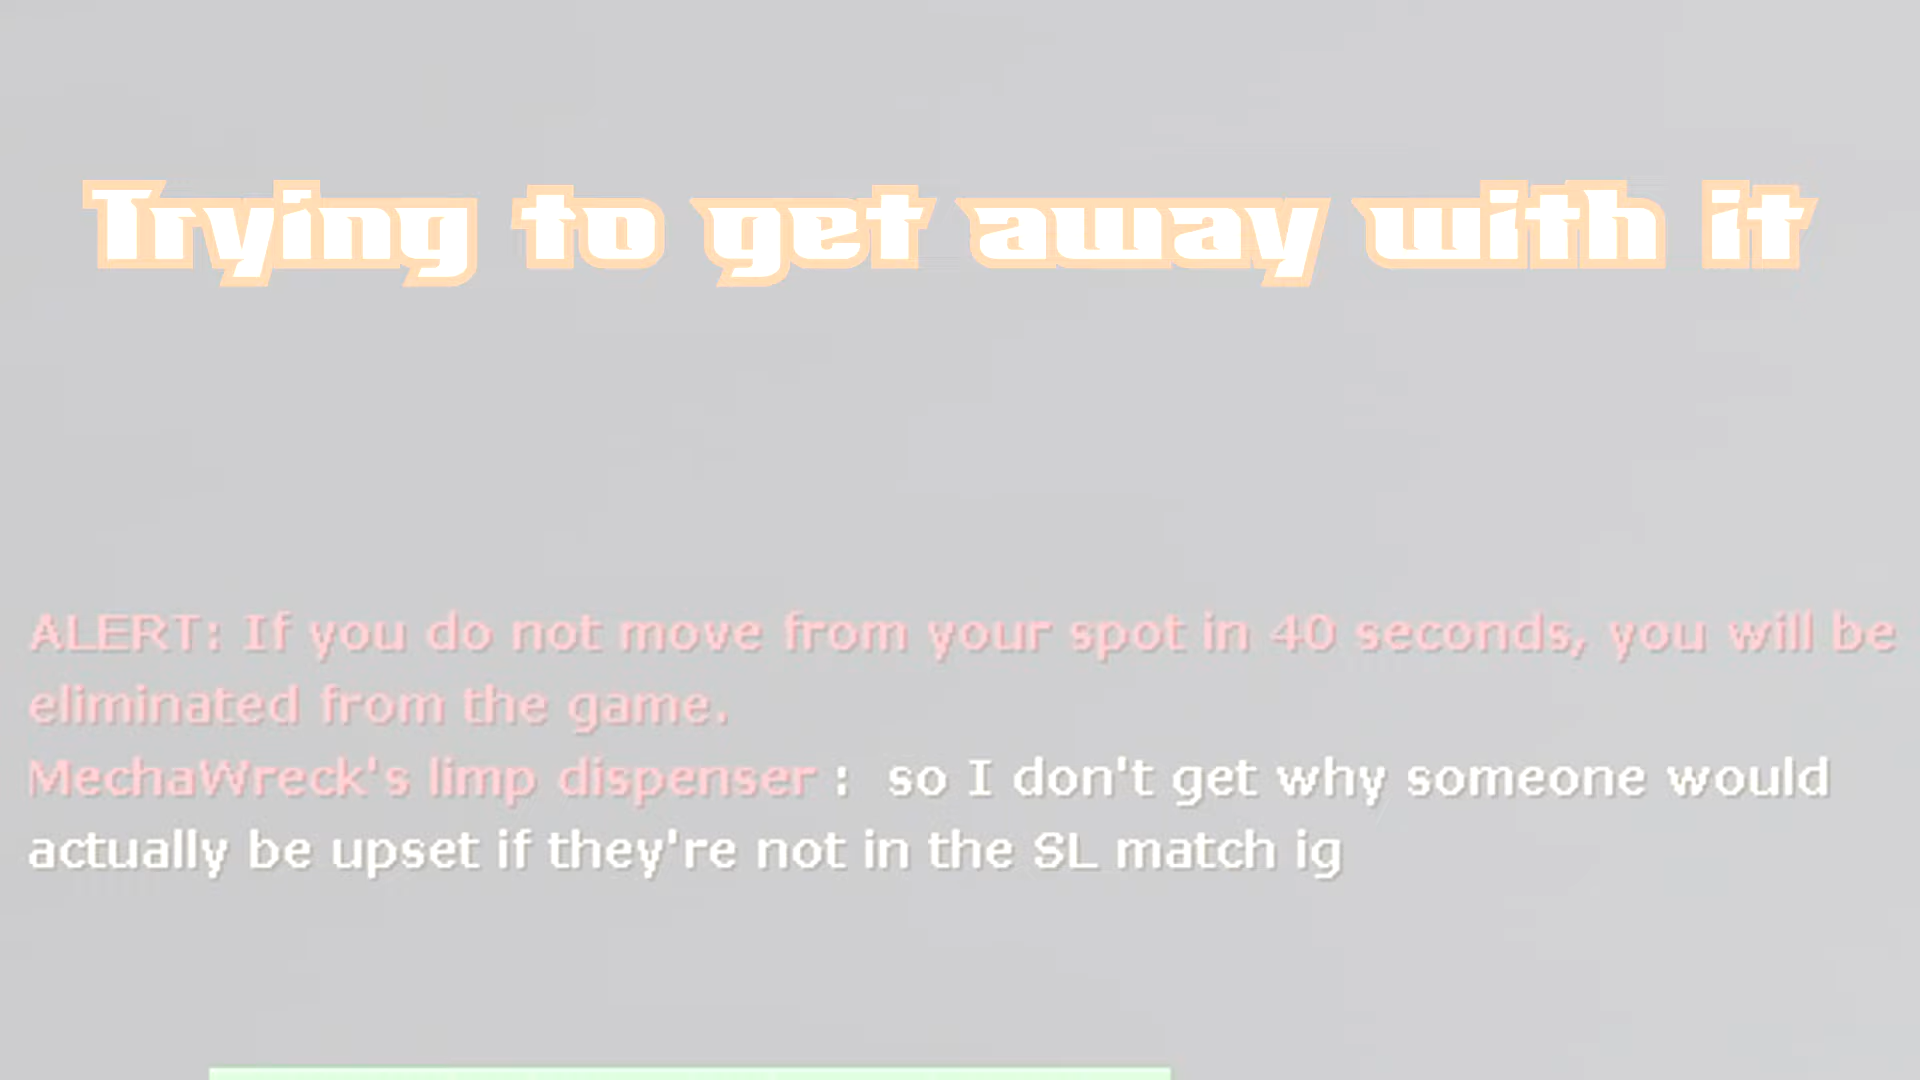 Trying to get away with it
ALERT: If you do not move from your spot in 40 seconds, you will be
eliminated from the game.
MechaWreck's limp dispenser :  so I don't get why someone would
actually be upset if they're not in the SL match ig